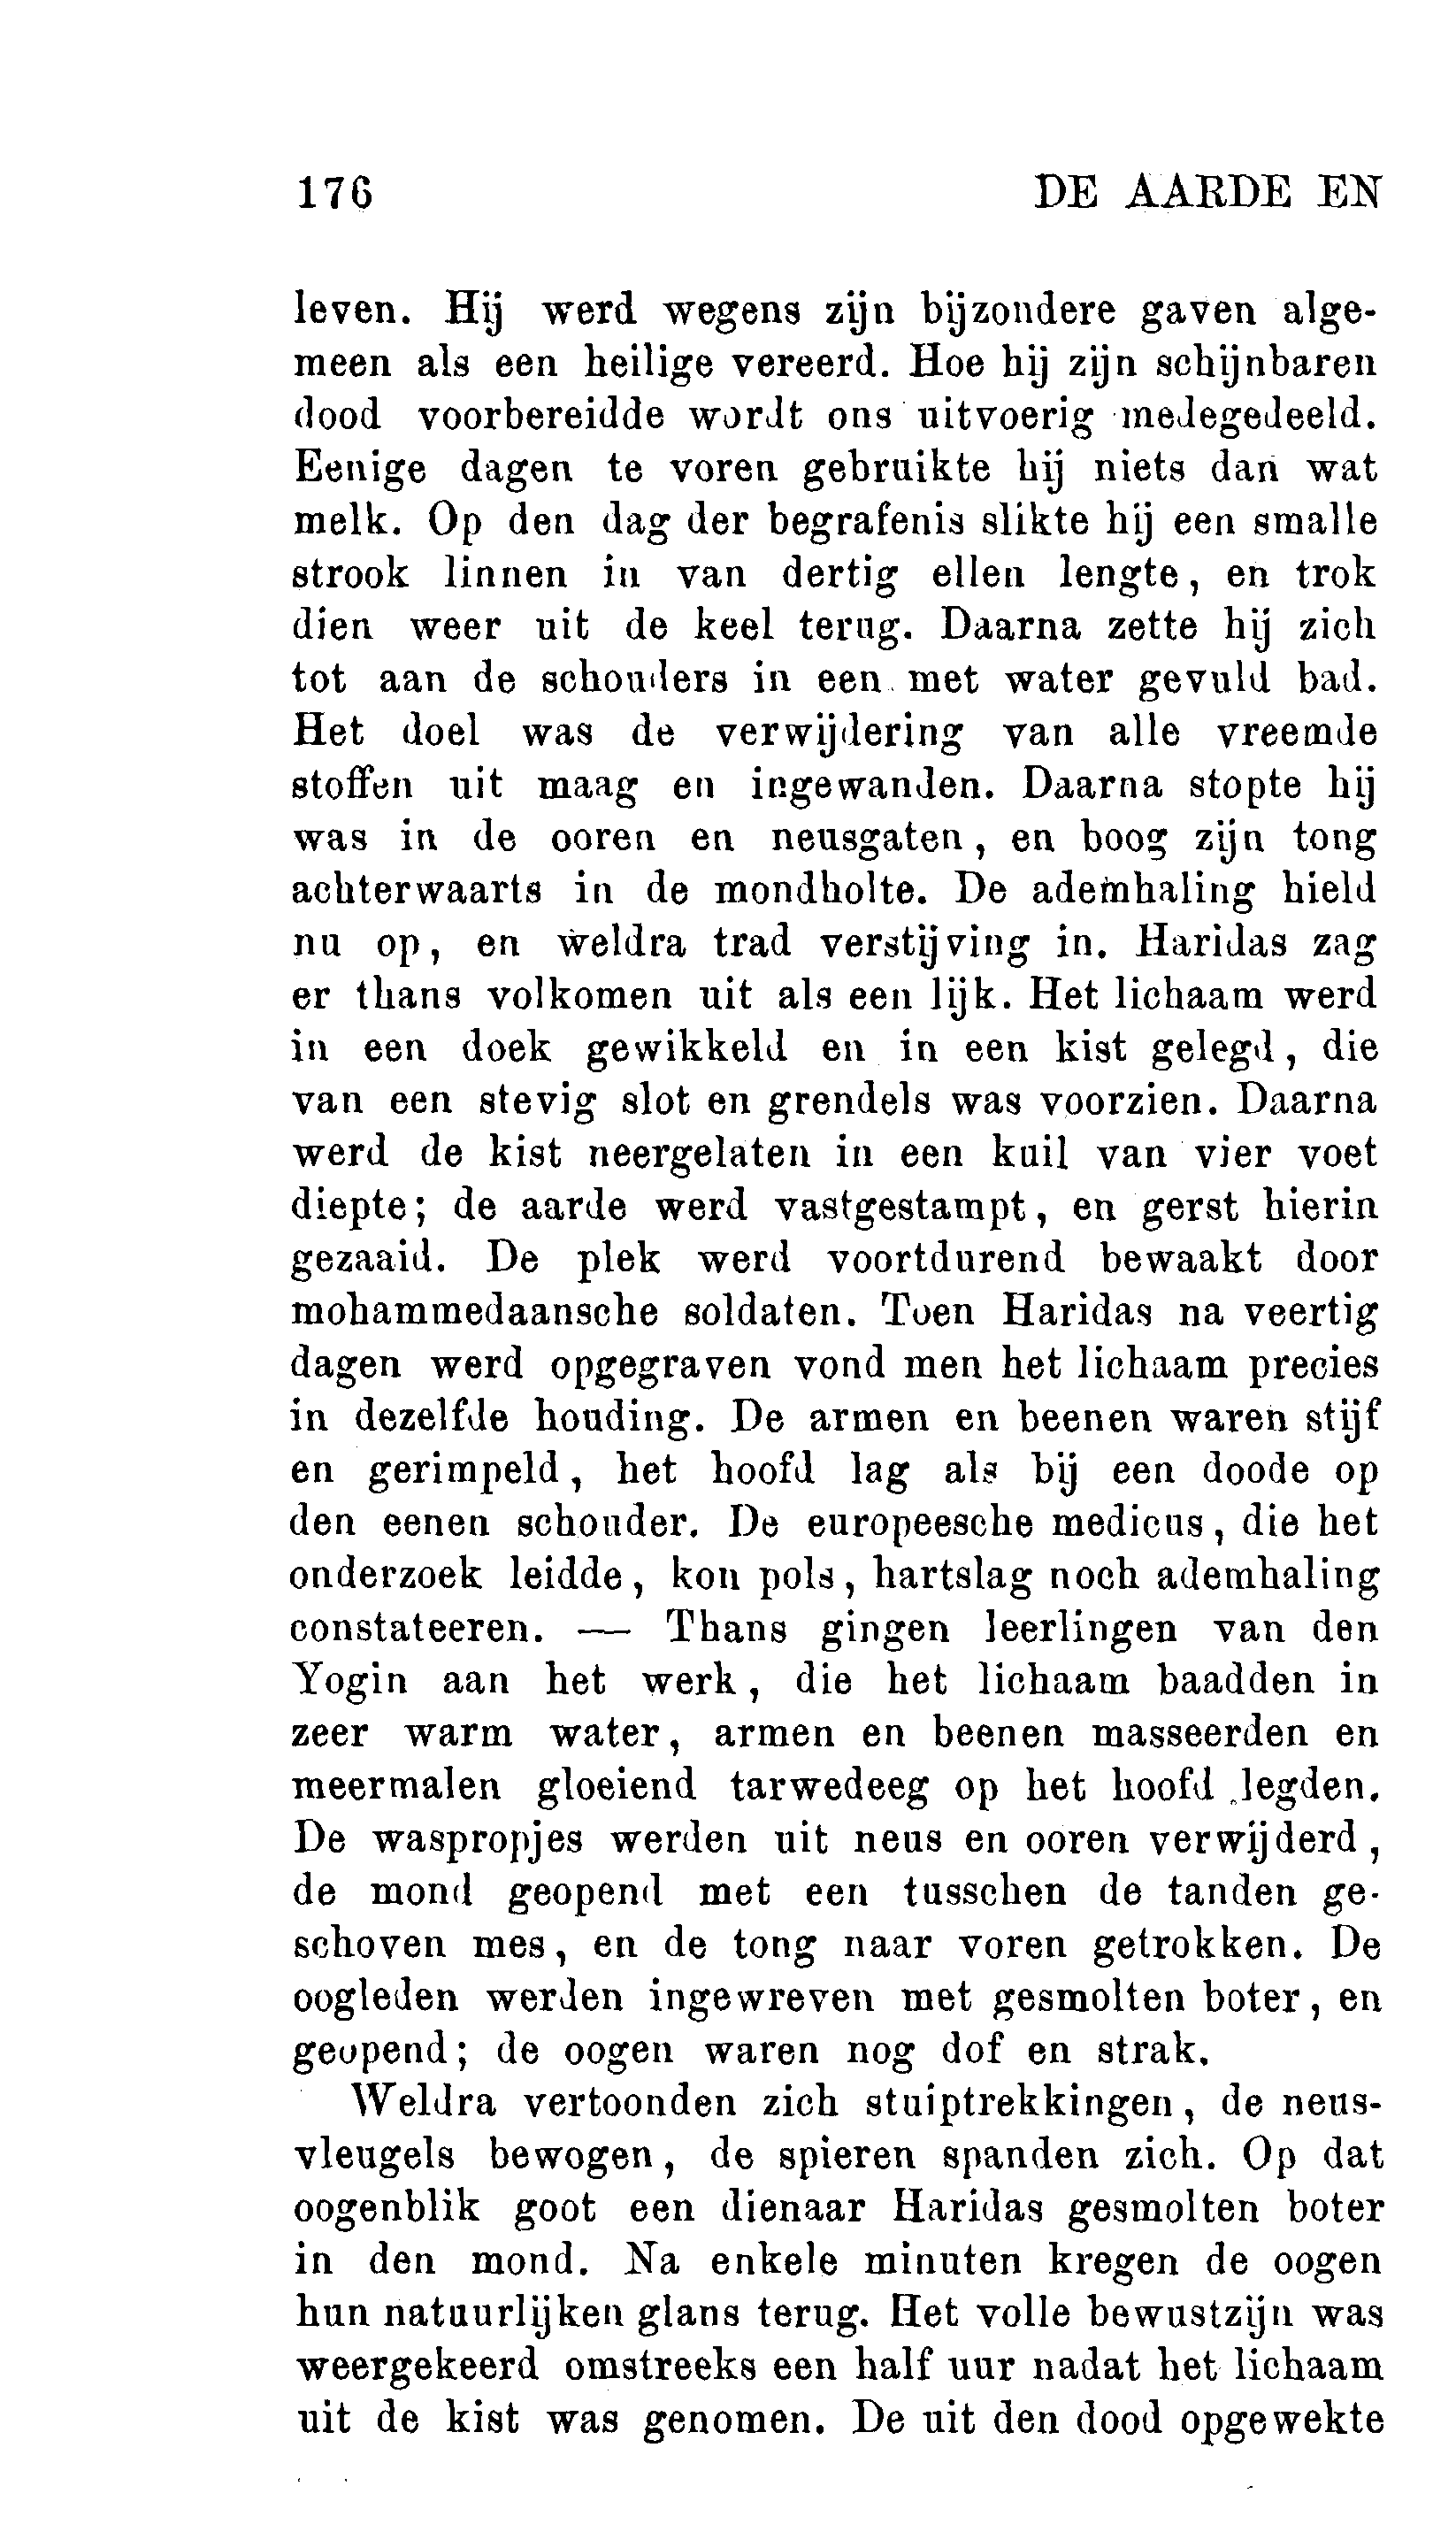 176 DE AARDE EN
leven. Hij werd wegens zijn bijzondere gaven alge-
meen als een heilige vereerd. Hoe hij zijn schijnbaren
dood voorbereidde wordt ons uitvoerig medegedeeld.
Eenige dagen te voren gebruikte hij niets dan wat
melk. Op den dag der begrafenis slikte hij een smalle
strook linnen in van dertig ellen lengte, en trok
dien weer uit de keel terug. Daarna zette hij zich
tot aan de schouders in een met water gevuld bad.
Het doel was de verwijdering van alle vreemde
stoffen uit maag en ingewanden. Daarna stopte hij
was in de ooren en neusgaten, en boog zijn tong
achterwaarts in de mondholte. De ademhaling hield
nu op, en weldra trad verstijving in. Haridas zag
er thans volkomen uit als een lijk. Het lichaam werd
in een doek gewikkeld en in een kist gelegd, die
van een stevig slot en grendels was voorzien. Daarna
werd de kist neergelaten in een kuil van vier voet
diepte; de aarde werd vastgestampt, en gerst hierin
gezaaid. De plek werd voortdurend bewaakt door
mohammedaansche soldaten. Toen Haridas na veertig
dagen werd opgegraven vond men het lichaam precies
in dezelfde houding. De armen en beenen waren stijf
en gerimpeld, het hoofd lag als bij een doode op
den eenen schouder. De europeesche medicus, die het
onderzoek leidde, kon pols, hartslag noch ademhaling
constateeren. — Thans gingen leerlingen van den
Yogin aan het werk, die het lichaam baadden in
zeer warm water, armen en beenen masseerden en
meermalen gloeiend tarwedeeg op het hoofd legden.
De waspropjes werden uit neus en ooren verwijderd,
de mond geopend met een tusschen de tanden ge-
schoven mes, en de tong naar voren getrokken. De
oogleden werden ingewreven met gesmolten boter, en
geopend; de oogen waren nog dof en strak.
Weldra vertoonden zich stuiptrekkingen, de neus-
vleugels bewogen, de spieren spanden zich. Op dat
oogenblik goot een dienaar Haridas gesmolten boter
in den mond. Na enkele minuten kregen de oogen
hun natuurlijken glans terug. Het volle bewustzijn was
weergekeerd omstreeks een half uur nadat het lichaam
uit de kist was genomen. De uit den dood opgewekte